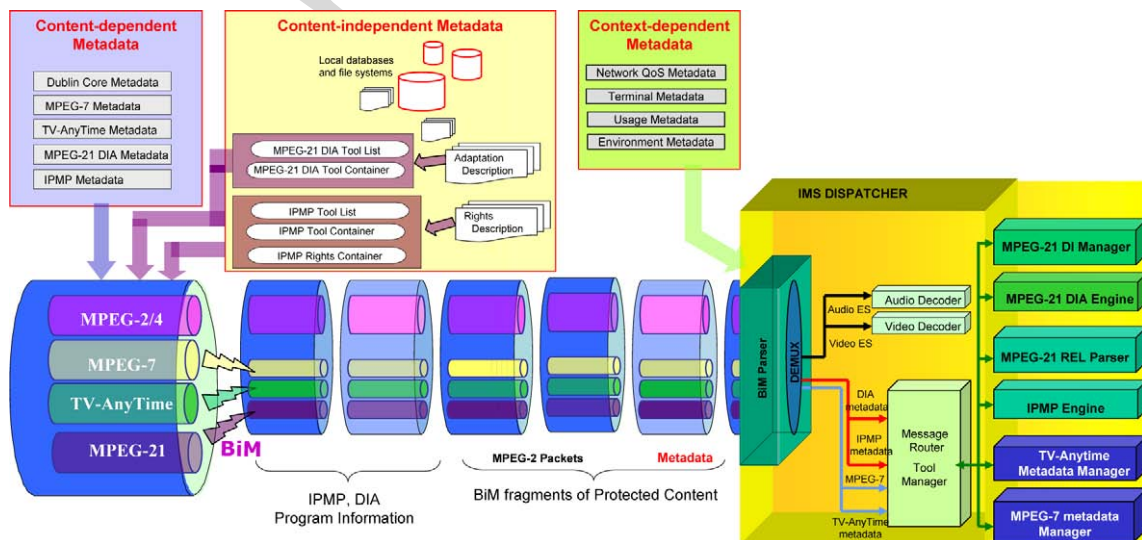 Content-dependent
Metadata
Dublin Core Metadata
MPEG-7 Metadata
TV-AnyTime Metadata
MPEG-21 DIA Metadata
IPMP Metadata
Content-independent Metadata
Local databases
and file systems
MPEG-21 DIA Tool List
MPEG-21 DIA Tool Container
Adaptation
Description
IPMP Tool List
IPMP Tool Container
IPMP Rights Container
Rights
Description
Context-dependent
Metadata
Network QoS Metadata
Terminal Metadata
Usage Metadata
Environment Metadata
MPEG-2/4
MPEG-7
TV-AnyTime
MPEG-21
BiM
IPMP, DIA
Program Information
MPEG-2 Packets
Metadata
BiM fragments of Protected Content
IMS DISPATCHER
BiM Parser
DEMUX
Audio ES
Video ES
Audio Decoder
Video Decoder
DIA
metadata
IPMP
metadata
MPEG-7
TV-AnyTime
metadata
Message
Router
Tool
Manager
MPEG-21 DI Manager
MPEG-21 DIA Engine
MPEG-21 REL Parser
IPMP Engine
TV-Anytime
Metadata Manager
MPEG-7 metadata
Manager